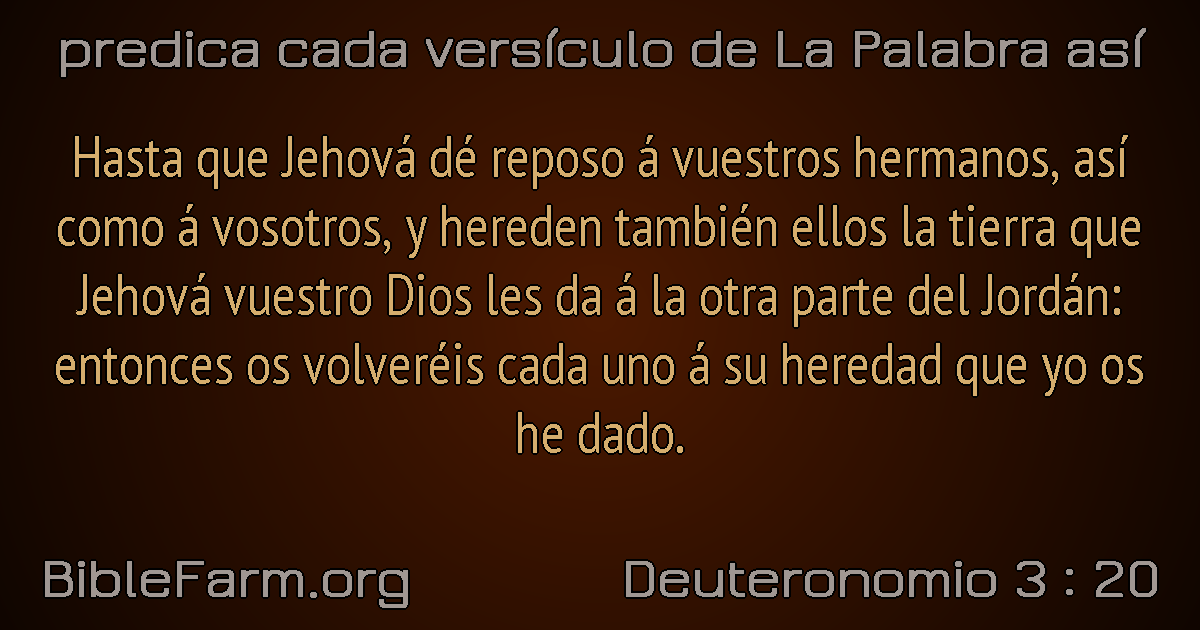 predica cada versículo de La Palabra así
Hasta que Jehová dé reposo á vuestros hermanos, así
como á vosotros, y hereden también ellos la tierra que
Jehová vuestro Dios les da á la otra parte del Jordán:
entonces os volveréis cada uno á su heredad que yo os
he dado.
BibleFarm.org
Deuteronomio 3 : 20